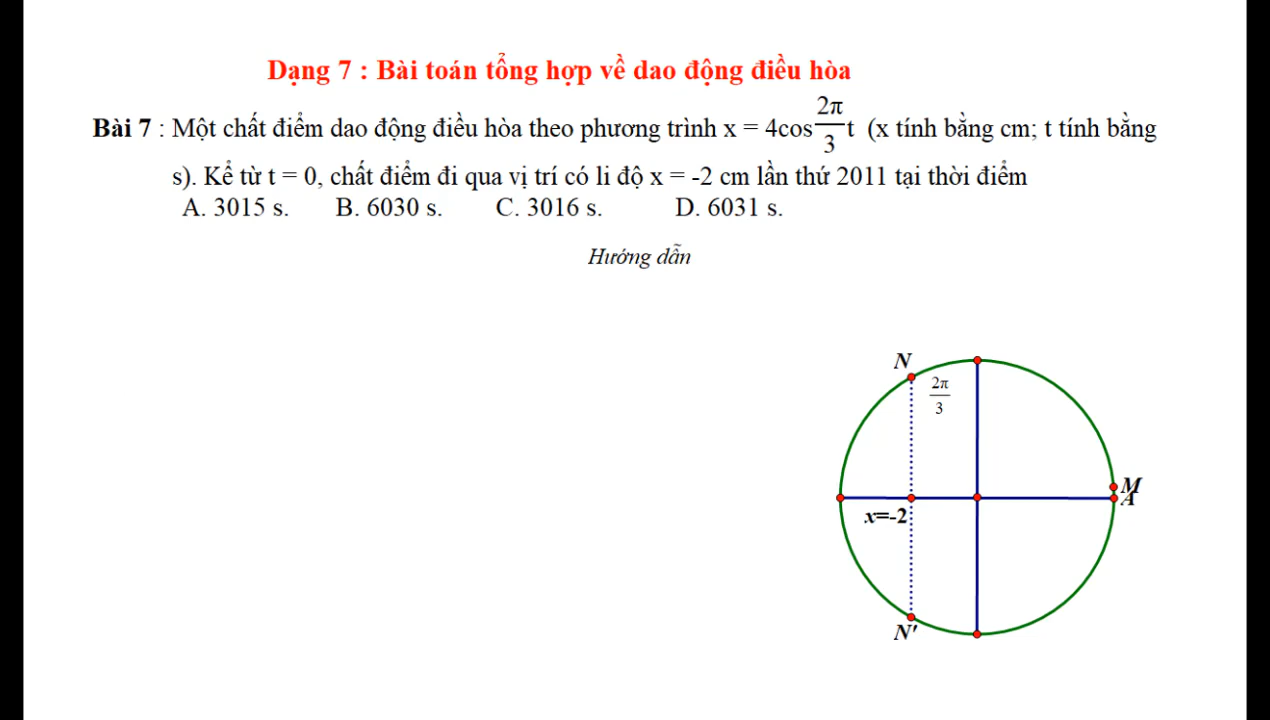 Dạng 7 : Bài toán tổng hợp về dao động điều hòa
Bài 7 : Một chất điểm dao động điều hòa theo phương trình x = 4cos2π/3t (x tính bằng cm; t tính bằng
s). Kể từ t = 0, chất điểm đi qua vị trí có li độ x = -2 cm lần thứ 2011 tại thời điểm
A. 3015 s. B. 6030 s. C. 3016 s. D. 6031 s.
Hướng dẫn
N
2π/3
M
A
x=-2
N'